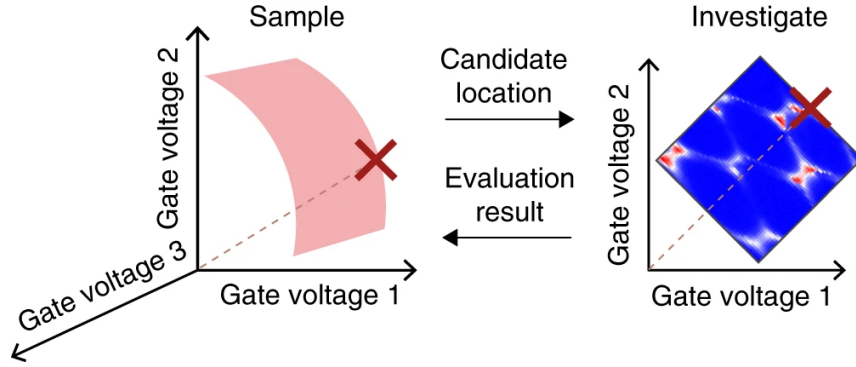 Sample
Gate voltage 2
Gate voltage 3
Gate voltage 1
Candidate
location
Evaluation
result
Investigate
Gate voltage 2
Gate voltage 1